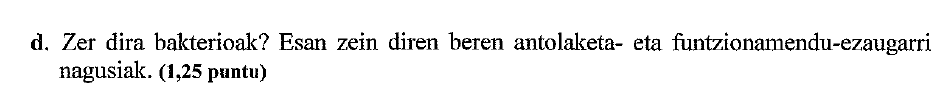 d. Zer dira bakterioak? Esan zein diren beren antolaketa- eta funtzionamendu-ezaugarri
nagusiak. (1,25 puntu)